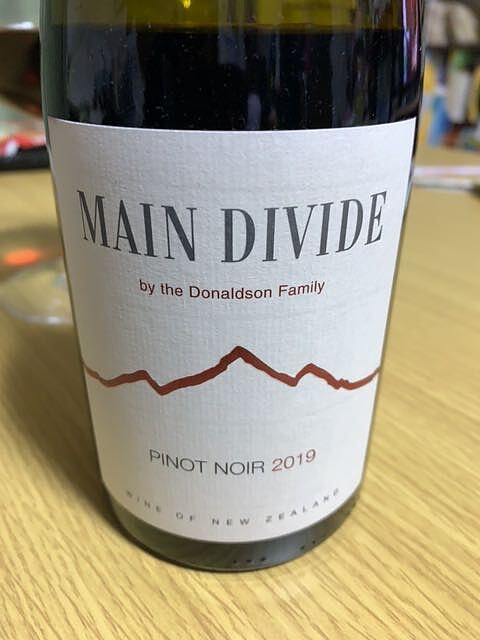 MAIN DIVIDE
by the Donaldson Family
PINOT NOIR 2019
WINE OF NEW ZEALAND